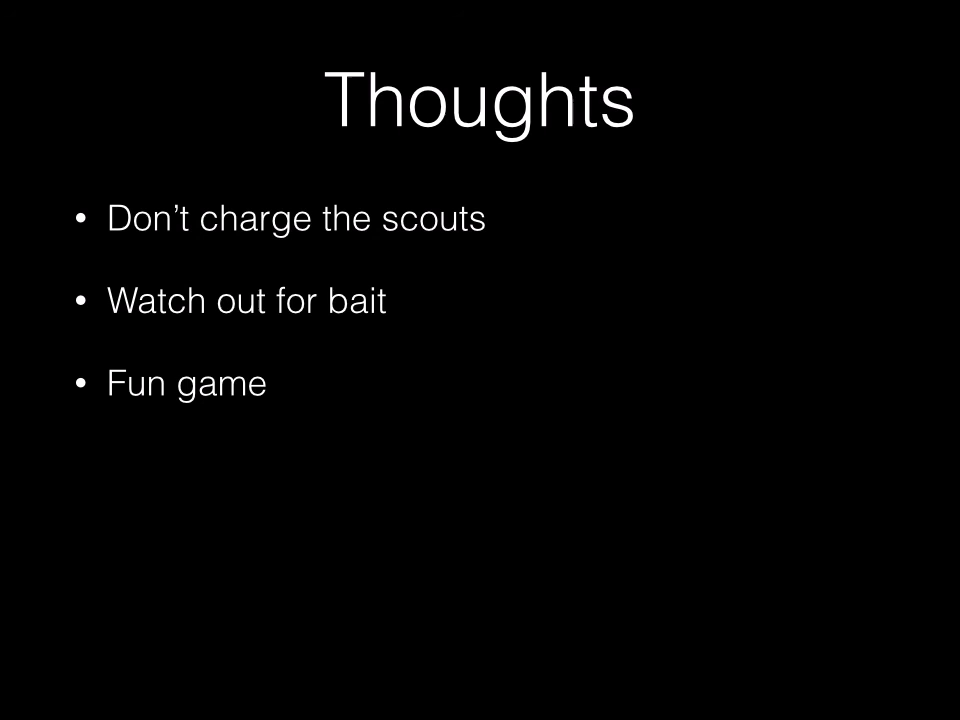 Thoughts
• Don’t charge the scouts
• Watch out for bait
• Fun game